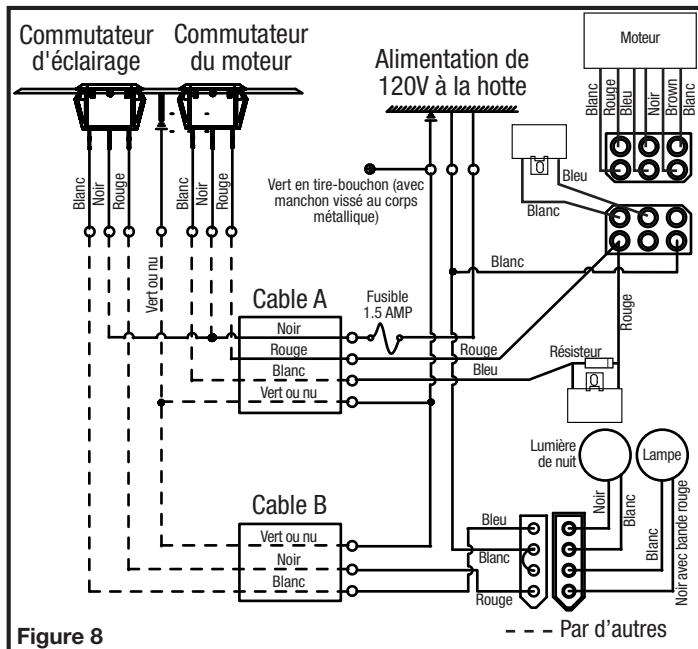 Commutateur
d'éclairage
Commutateur
du moteur
Alimentation de
120V à la hotte
Moteur
Blanc
Rouge
Bleu
Noir
Brown
Blanc
Bleu
Blanc
Vert en tire-bouchon (avec
manchon vissé au corps
métallique)
Blanc
Noir
Rouge
Blanc
Noir
Rouge
Vert ou nu
Blanc
Rouge
Cable A
Fusible
1.5 AMP
Noir
Rouge
Rouge
Blanc
Bleu
Vert ou nu
Résisteur
Lumière
de nuit
Lampe
Noir
Blanc
Blanc
Noir avec bande rouge
Cable B
Vert ou nu
Noir
Blanc
Bleu
Blanc
Rouge
Figure 8
Par d'autres